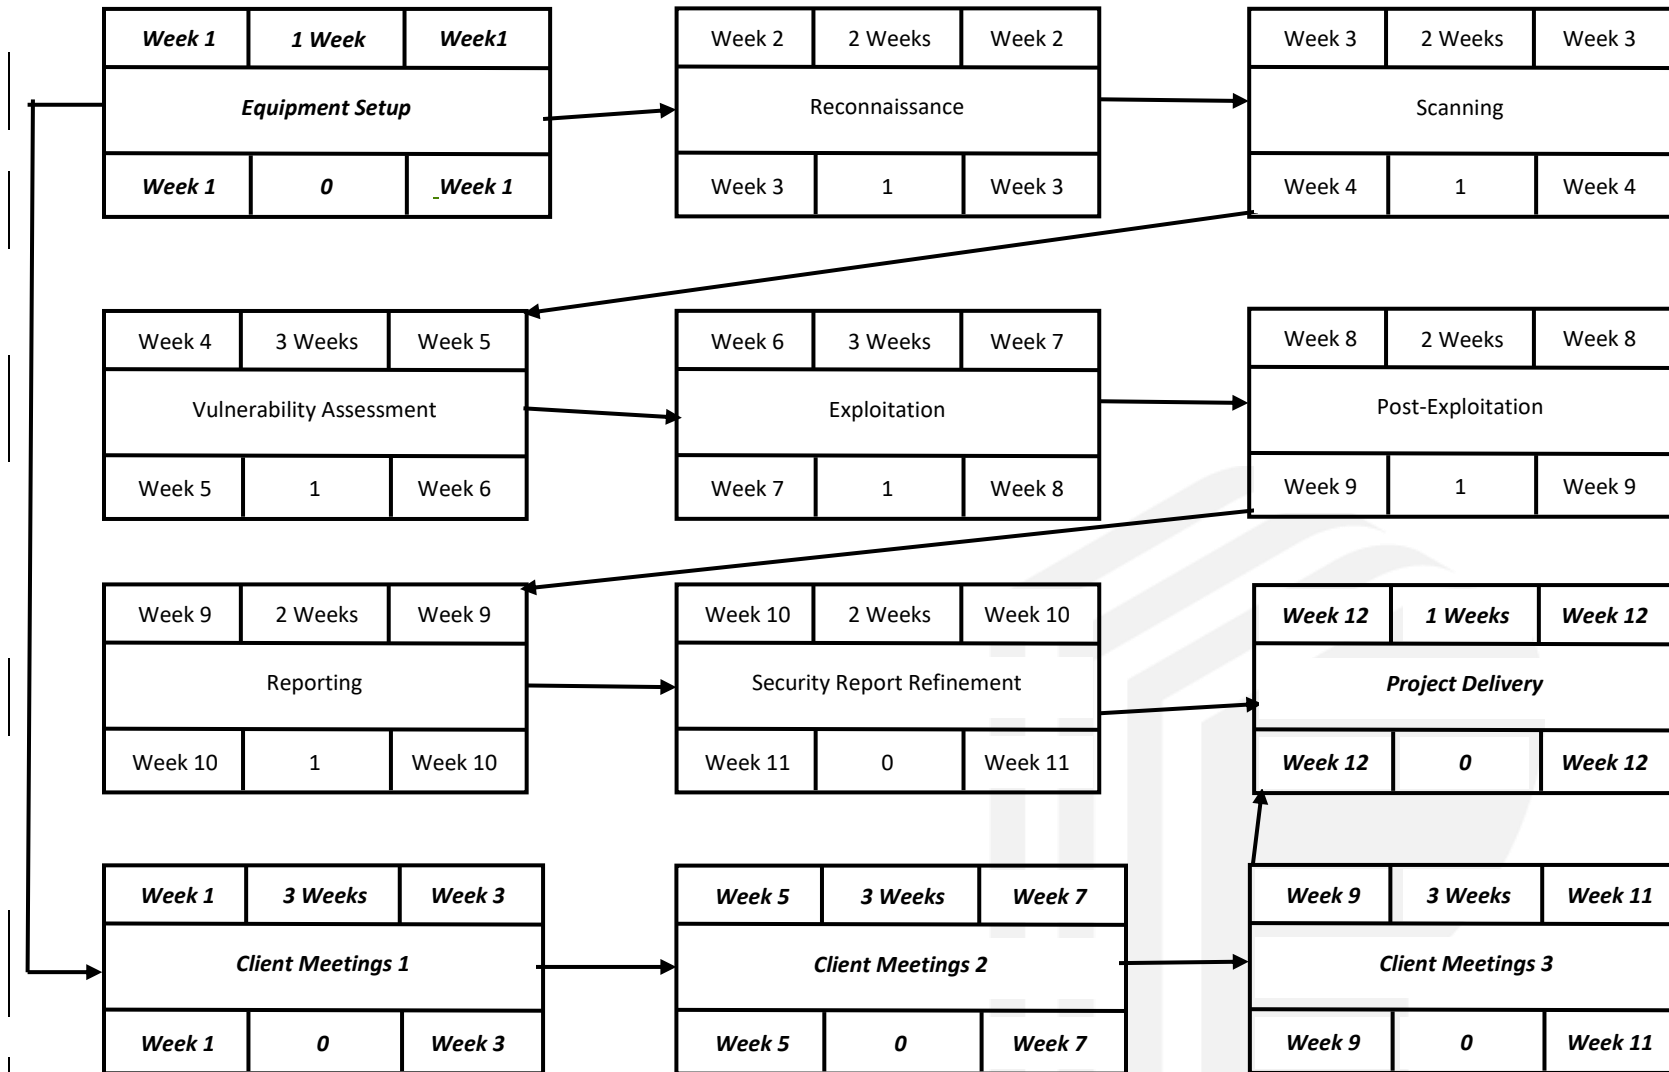 Week 1 1 Week Week1
Equipment Setup
Week 1 0 Week 1
Week 2 2 Weeks Week 2
Reconnaissance
Week 3 1 Week 3
Week 3 2 Weeks Week 3
Scanning
Week 4 1 Week 4
Week 4 3 Weeks Week 5
Vulnerability Assessment
Week 5 1 Week 6
Week 6 3 Weeks Week 7
Exploitation
Week 7 1 Week 8
Week 8 2 Weeks Week 8
Post-Exploitation
Week 9 1 Week 9
Week 9 2 Weeks Week 9
Reporting
Week 10 1 Week 10
Week 10 2 Weeks Week 10
Security Report Refinement
Week 11 0 Week 11
Week 12 1 Weeks Week 12
Project Delivery
Week 12 0 Week 12
Week 1 3 Weeks Week 3
Client Meetings 1
Week 1 0 Week 3
Week 5 3 Weeks Week 7
Client Meetings 2
Week 5 0 Week 7
Week 9 3 Weeks Week 11
Client Meetings 3
Week 9 0 Week 11